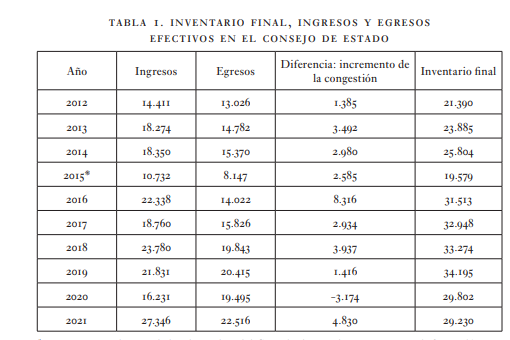 TABLA 1. INVENTARIO FINAL, INGRESOS Y EGRESOS
EFECTIVOS EN EL CONSEJO DE ESTADO
Año Ingresos Egresos Diferencia: incremento de la congestión Inventario final
2012 14.411 13.026 1.385 21.390
2013 18.274 14.782 3.492 23.885
2014 18.350 15.370 2.980 25.804
2015* 10.732 8.147 2.585 19.579
2016 22.338 14.022 8.316 31.513
2017 18.760 15.826 2.934 32.948
2018 23.780 19.843 3.937 33.274
2019 21.831 20.415 1.416 34.195
2020 16.231 19.495 -3.174 29.802
2021 27.346 22.516 4.830 29.230